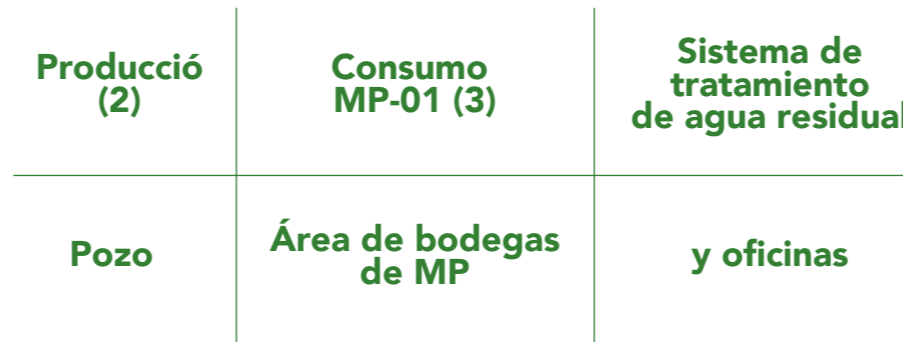 Producció
(2)
Consumo
MP-01 (3)
Sistema de
tratamiento
de agua residual
Pozo
Área de bodegas
de MP
y oficinas